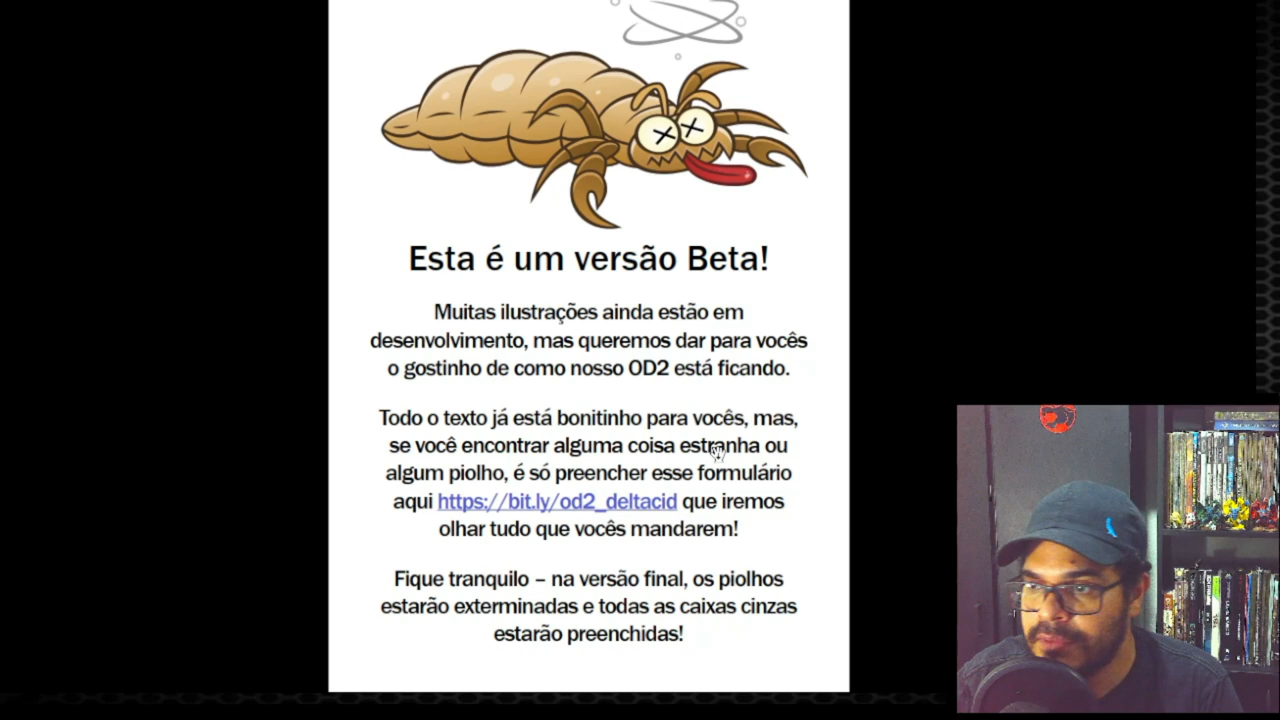 Esta é um versão Beta!
Muitas ilustrações ainda estão em
desenvolvimento, mas queremos dar para vocês
o gostinho de como nosso OD2 está ficando.
Todo o texto já está bonitinho para vocês, mas,
se você encontrar alguma coisa estranha ou
algum piolho, é só preencher esse formulário
aqui https://bit.ly/od2_deltacid que iremos
olhar tudo que vocês mandarem!
Fique tranquilo – na versão final, os piolhos
estarão exterminadas e todas as caixas cinzas
estarão preenchidas!